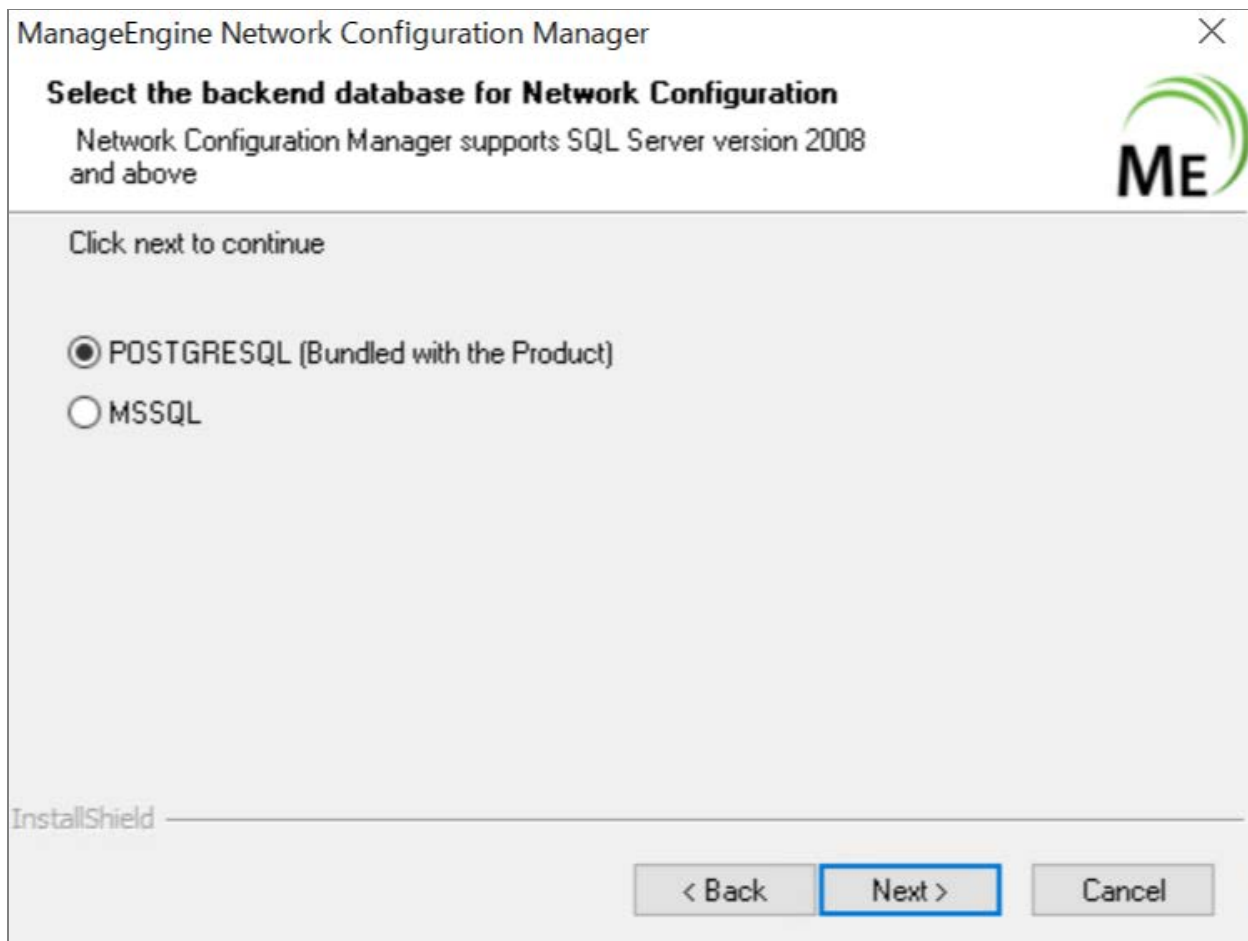 ManageEngine Network Configuration Manager
Select the backend database for Network Configuration
Network Configuration Manager supports SQL Server version 2008
and above
ME
Click next to continue
POSTGRESQL (Bundled with the Product)
MSSQL
InstallShield
< Back
Next >
Cancel